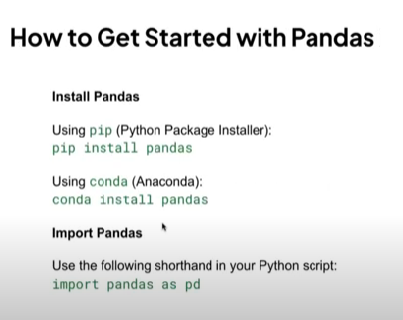 How to Get Started with Pandas
Install Pandas
Using pip (Python Package Installer):
pip install pandas
Using conda (Anaconda):
conda install pandas
Import Pandas
Use the following shorthand in your Python script:
import pandas as pd